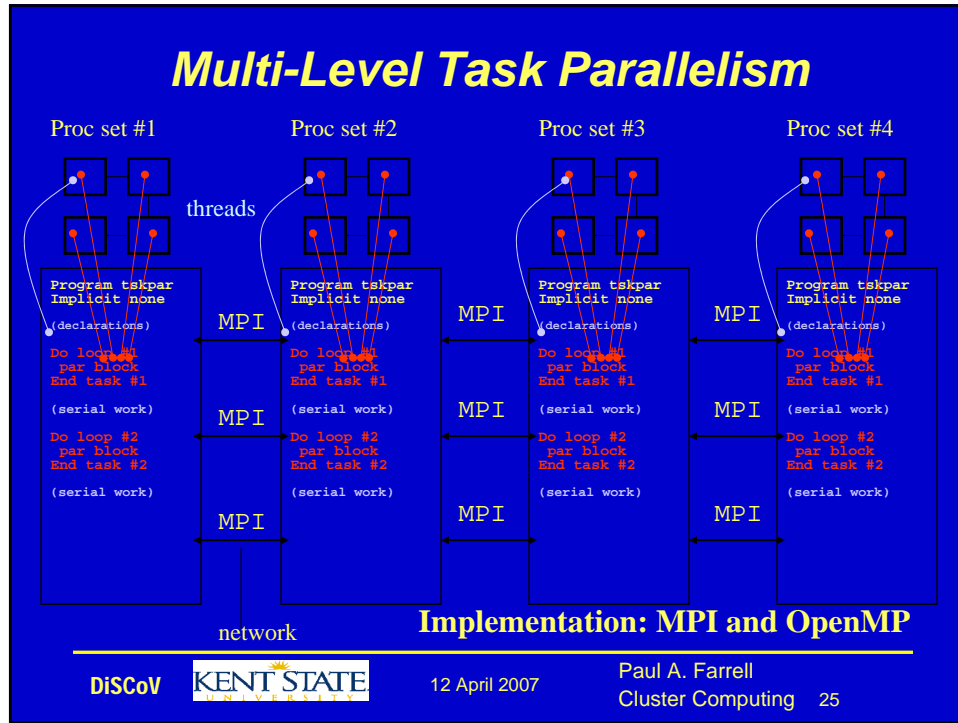 Multi-Level Task Parallelism
Proc set #1
Proc set #2
Proc set #3
Proc set #4
threads
Program tskpar
Implicit none
(declarations)
Do loop #1
par block
End task #1
(serial work)
Do loop #2
par block
End task #2
(serial work)
MPI
MPI
MPI
Program tskpar
Implicit none
(declarations)
Do loop #1
par block
End task #1
(serial work)
Do loop #2
par block
End task #2
(serial work)
MPI
MPI
MPI
Program tskpar
Implicit none
(declarations)
Do loop #1
par block
End task #1
(serial work)
Do loop #2
par block
End task #2
(serial work)
MPI
MPI
MPI
Program tskpar
Implicit none
(declarations)
Do loop #1
par block
End task #1
(serial work)
Do loop #2
par block
End task #2
(serial work)
network
Implementation: MPI and OpenMP
DiSCoV
KENT STATE
UNIVERSITY
12 April 2007
Paul A. Farrell
Cluster Computing 25